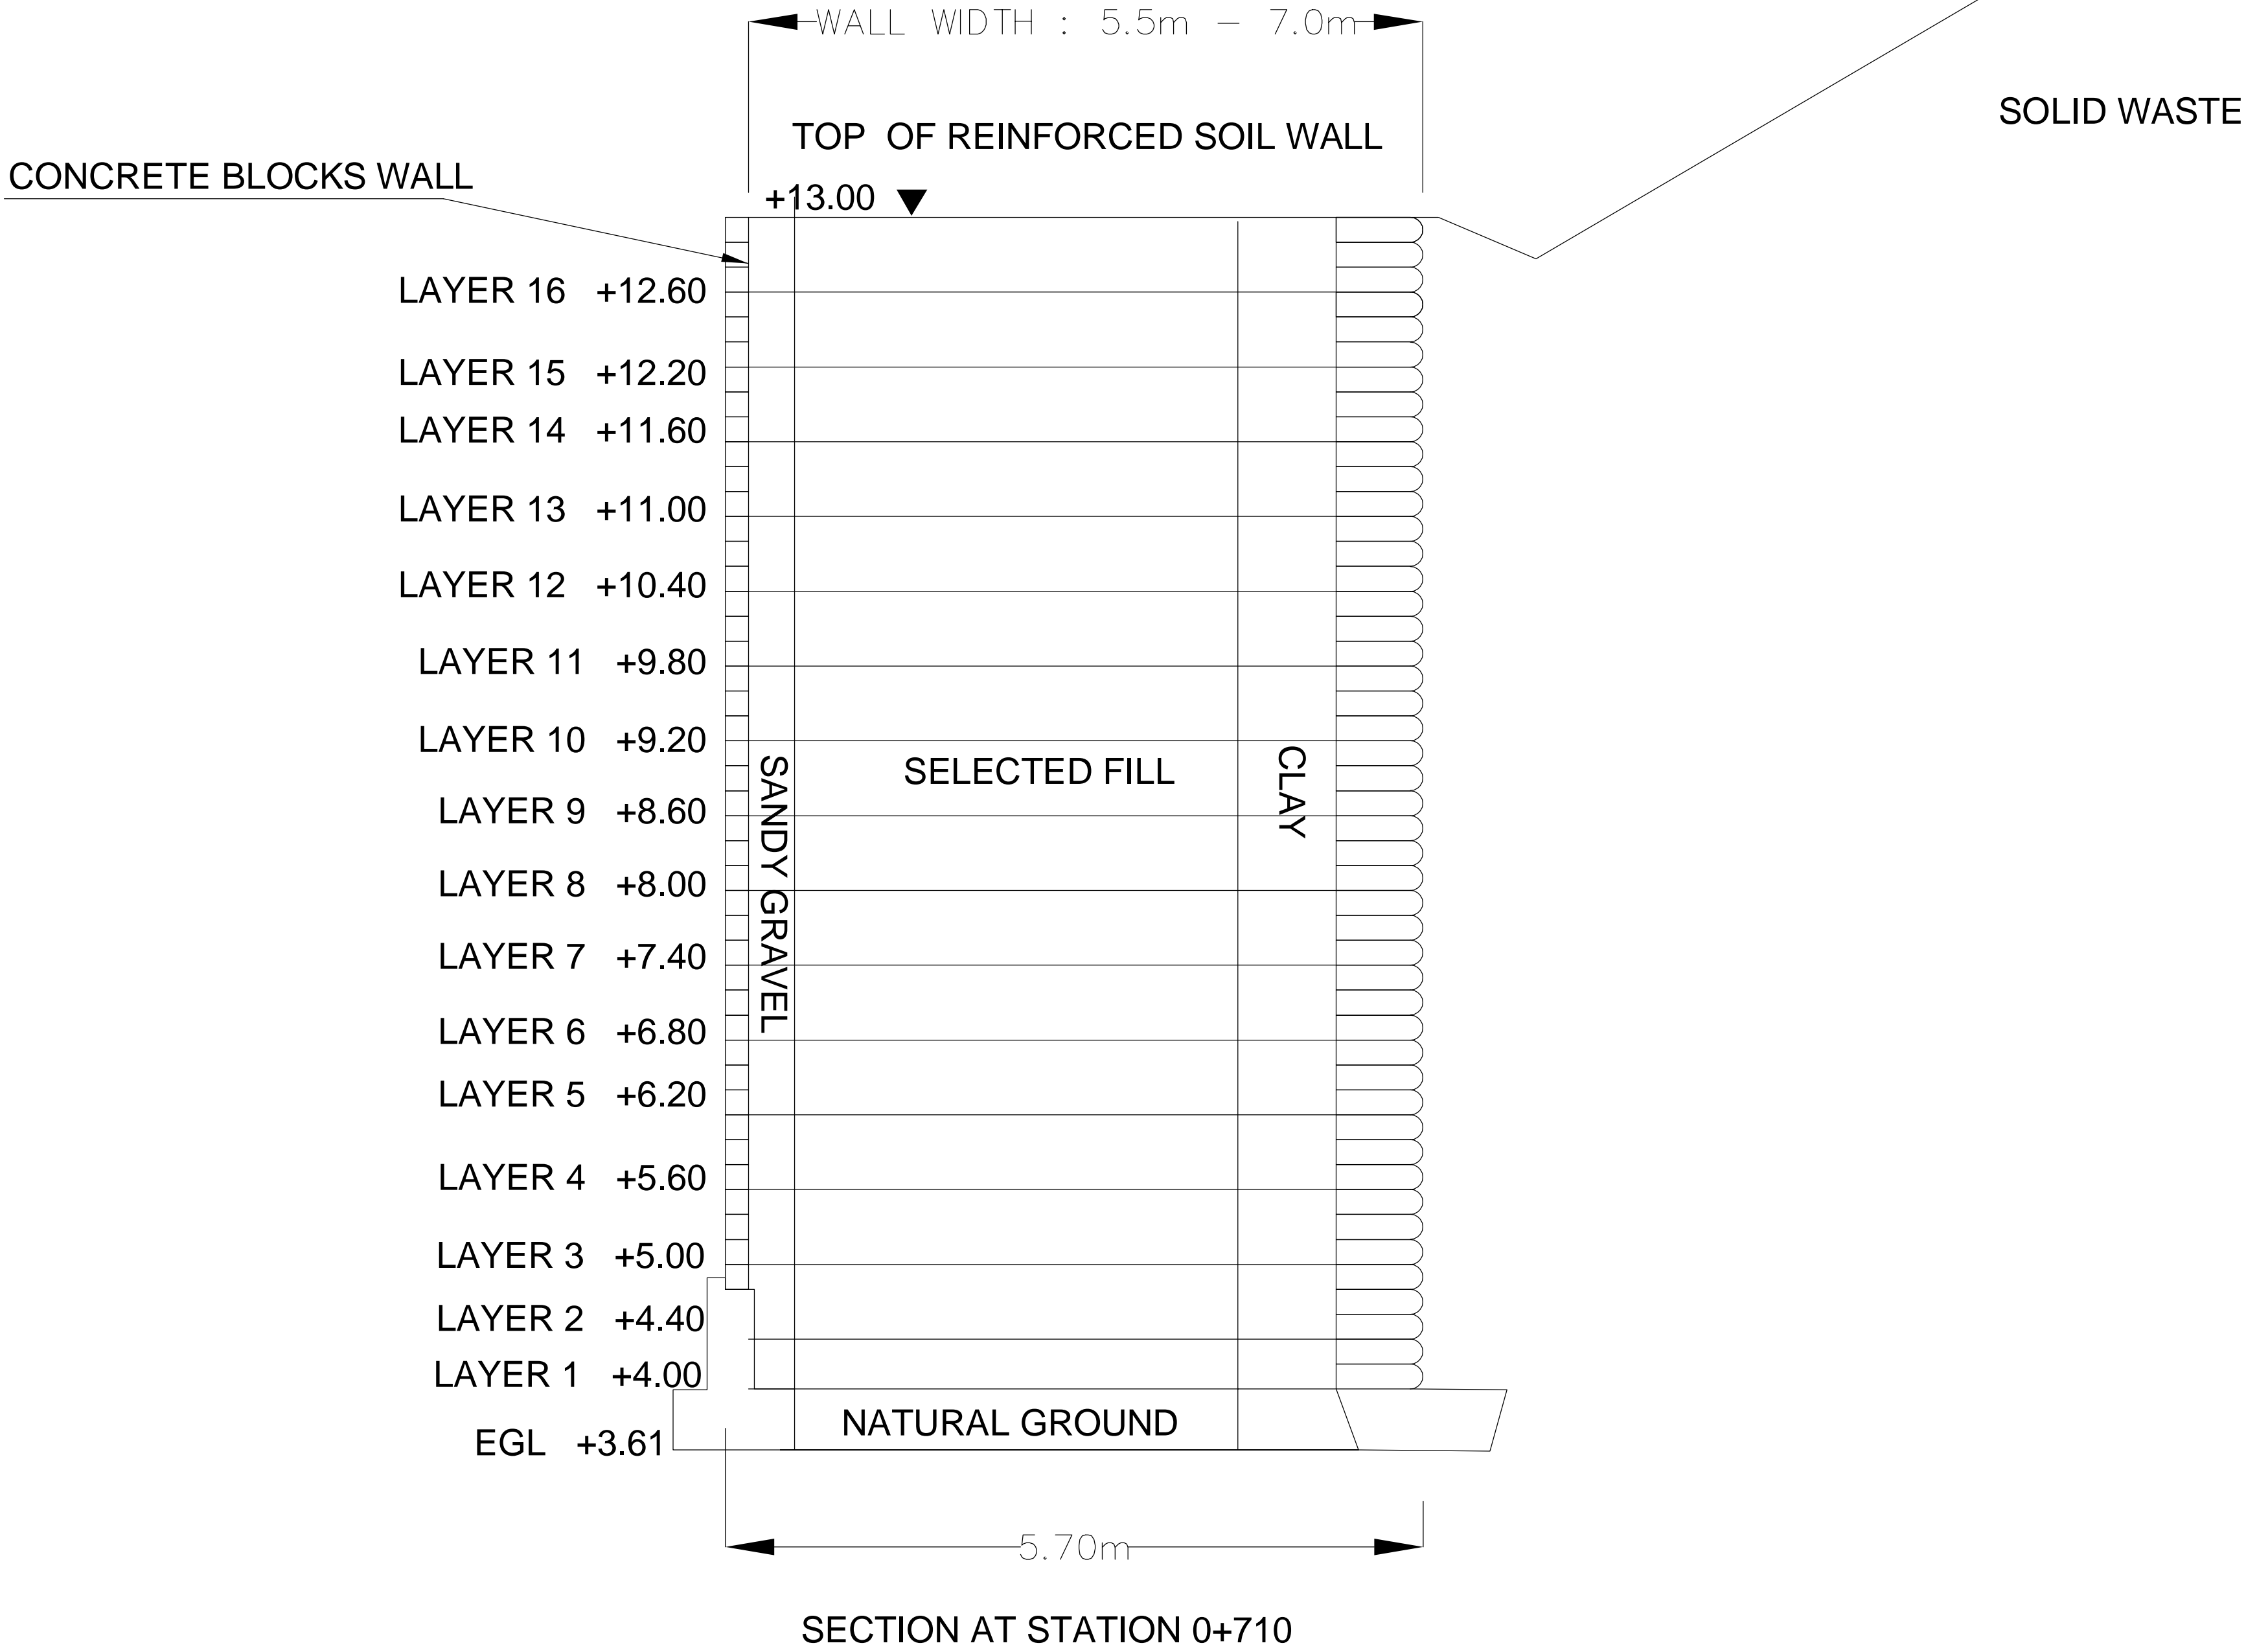 WALL WIDTH : 5.5m - 7.0m
SOLID WASTE
TOP OF REINFORCED SOIL WALL
CONCRETE BLOCKS WALL
+13.00
LAYER 16 +12.60
LAYER 15 +12.20
LAYER 14 +11.60
LAYER 13 +11.00
LAYER 12 +10.40
LAYER 11 +9.80
LAYER 10 +9.20
SELECTED FILL
CLAY
SANDY GRAVEL
LAYER 9 +8.60
LAYER 8 +8.00
LAYER 7 +7.40
LAYER 6 +6.80
LAYER 5 +6.20
LAYER 4 +5.60
LAYER 3 +5.00
LAYER 2 +4.40
LAYER 1 +4.00
NATURAL GROUND
EGL +3.61
5.70m
SECTION AT STATION 0+710